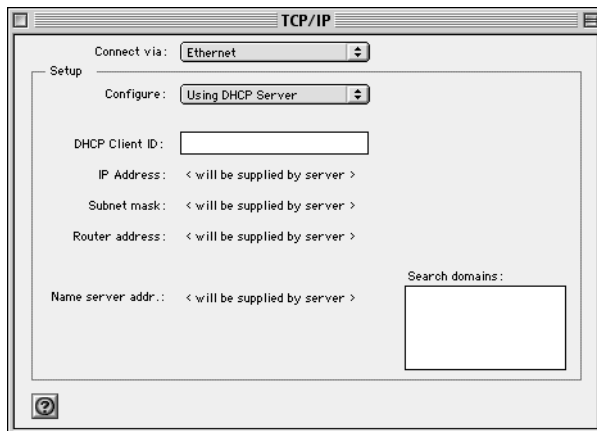 TCP/IP
Connect via: Ethernet
Setup
Configure: Using DHCP Server
DHCP Client ID:
IP Address: < will be supplied by server >
Subnet mask: < will be supplied by server >
Router address: < will be supplied by server >
Search domains:
Name server addr.: < will be supplied by server >
?